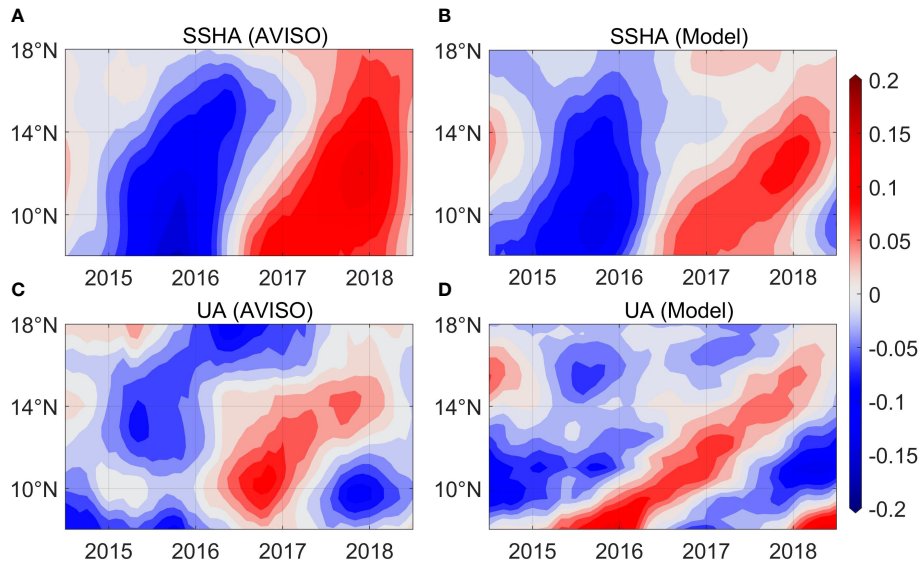 A
SSHA (AVISO)
18°N
14°N
10°N
2015 2016 2017 2018
B
SSHA (Model)
18°N
14°N
10°N
2015 2016 2017 2018
C
UA (AVISO)
18°N
14°N
10°N
2015 2016 2017 2018
D
UA (Model)
18°N
14°N
10°N
2015 2016 2017 2018
0.2
0.15
0.1
0.05
0
-0.05
-0.1
-0.15
-0.2